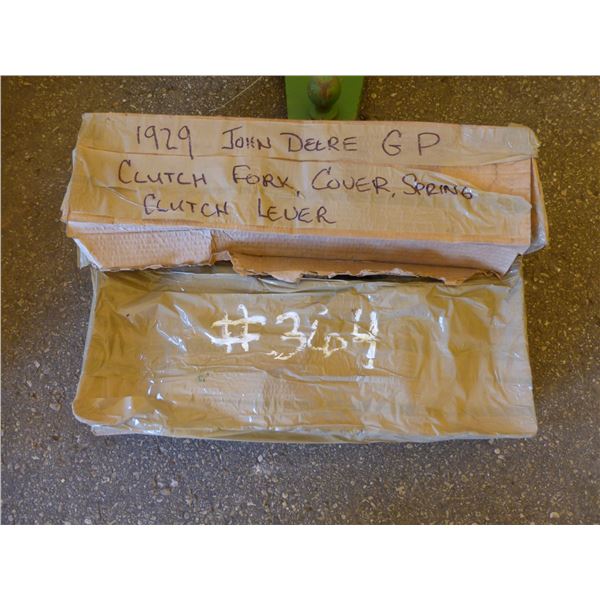 1929 JOHN DEERE GP
CLUTCH FORK, COVER, SPRING
CLUTCH LEVER
#364